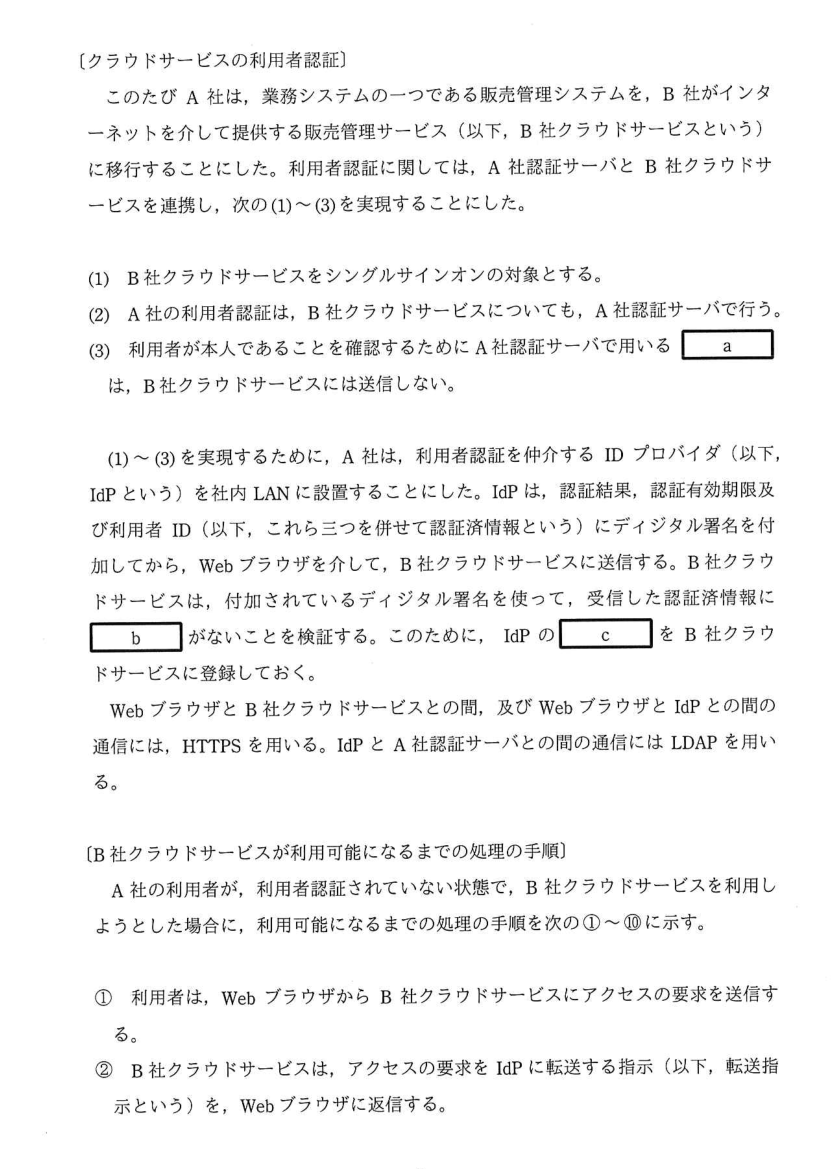 〔クラウドサービスの利用者認証〕
このたび A 社は，業務システムの一つである販売管理システムを，B 社がインタ
ーネットを介して提供する販売管理サービス（以下，B 社クラウドサービスという）
に移行することにした。利用者認証に関しては，A 社認証サーバと B 社クラウドサ
ービスを連携し，次の(1)～(3)を実現することにした。
(1) B社クラウドサービスをシングルサインオンの対象とする。
(2) A 社の利用者認証は，B 社クラウドサービスについても，A 社認証サーバで行う。
(3) 利用者が本人であることを確認するために A 社認証サーバで用いる a
は，B 社クラウドサービスには送信しない。
(1)～(3)を実現するために，A 社は，利用者認証を仲介する ID プロバイダ（以下，
IdP という）を社内 LAN に設置することにした。IdP は，認証結果，認証有効期限及
び利用者 ID（以下，これら三つを併せて認証済情報という）にディジタル署名を付
加してから，Web ブラウザを介して，B 社クラウドサービスに送信する。B 社クラウ
ドサービスは，付加されているディジタル署名を使って，受信した認証済情報に
b がないことを検証する。このために， IdP の c を B 社クラウ
ドサービスに登録しておく。
Web ブラウザと B 社クラウドサービスとの間，及び Web ブラウザと IdP との間の
通信には，HTTPS を用いる。IdP と A 社認証サーバとの間の通信には LDAP を用い
る。
〔B 社クラウドサービスが利用可能になるまでの処理の手順〕
A 社の利用者が，利用者認証されていない状態で，B 社クラウドサービスを利用し
ようとした場合に，利用可能になるまでの処理の手順を次の①～⑩に示す。
① 利用者は，Web ブラウザから B 社クラウドサービスにアクセスの要求を送信す
る。
② B 社クラウドサービスは，アクセスの要求を IdP に転送する指示（以下，転送指
示という）を，Web ブラウザに返信する。